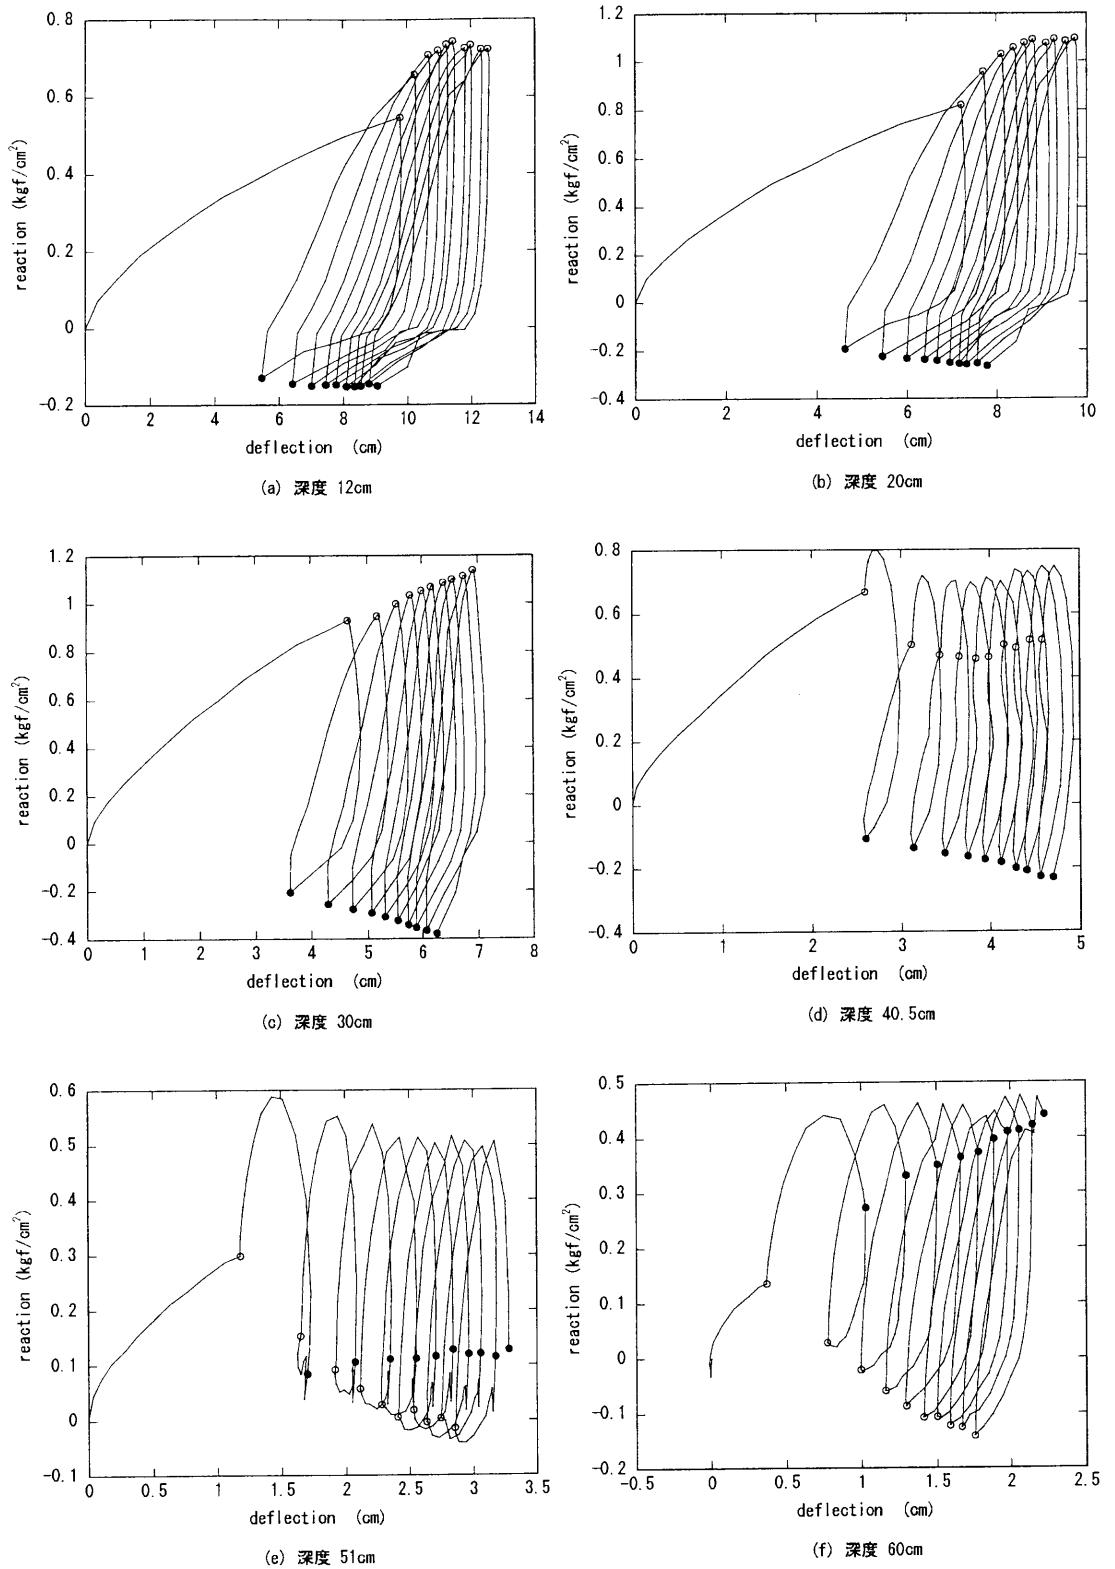 0.8
0.6
0.4
0.2
0
-0.2
reaction (kgf/cm²)
0 2 4 6 8 10 12 14
deflection (cm)
(a) 深度 12cm
1.2
1
0.8
0.6
0.4
0.2
0
-0.2
-0.4
reaction (kgf/cm²)
0 2 4 6 8 10
deflection (cm)
(b) 深度 20cm
1.2
1
0.8
0.6
0.4
0.2
0
-0.2
-0.4
reaction (kgf/cm²)
0 1 2 3 4 5 6 7 8
deflection (cm)
(c) 深度 30cm
0.8
0.6
0.4
0.2
0
-0.2
-0.4
reaction (kgf/cm²)
0 1 2 3 4 5
deflection (cm)
(d) 深度 40.5cm
0.6
0.5
0.4
0.3
0.2
0.1
0
-0.1
reaction (kgf/cm²)
0 0.5 1 1.5 2 2.5 3 3.5
deflection (cm)
(e) 深度 51cm
0.5
0.4
0.3
0.2
0.1
0
-0.1
-0.2
reaction (kgf/cm²)
-0.5 0 0.5 1 1.5 2 2.5
deflection (cm)
(f) 深度 60cm